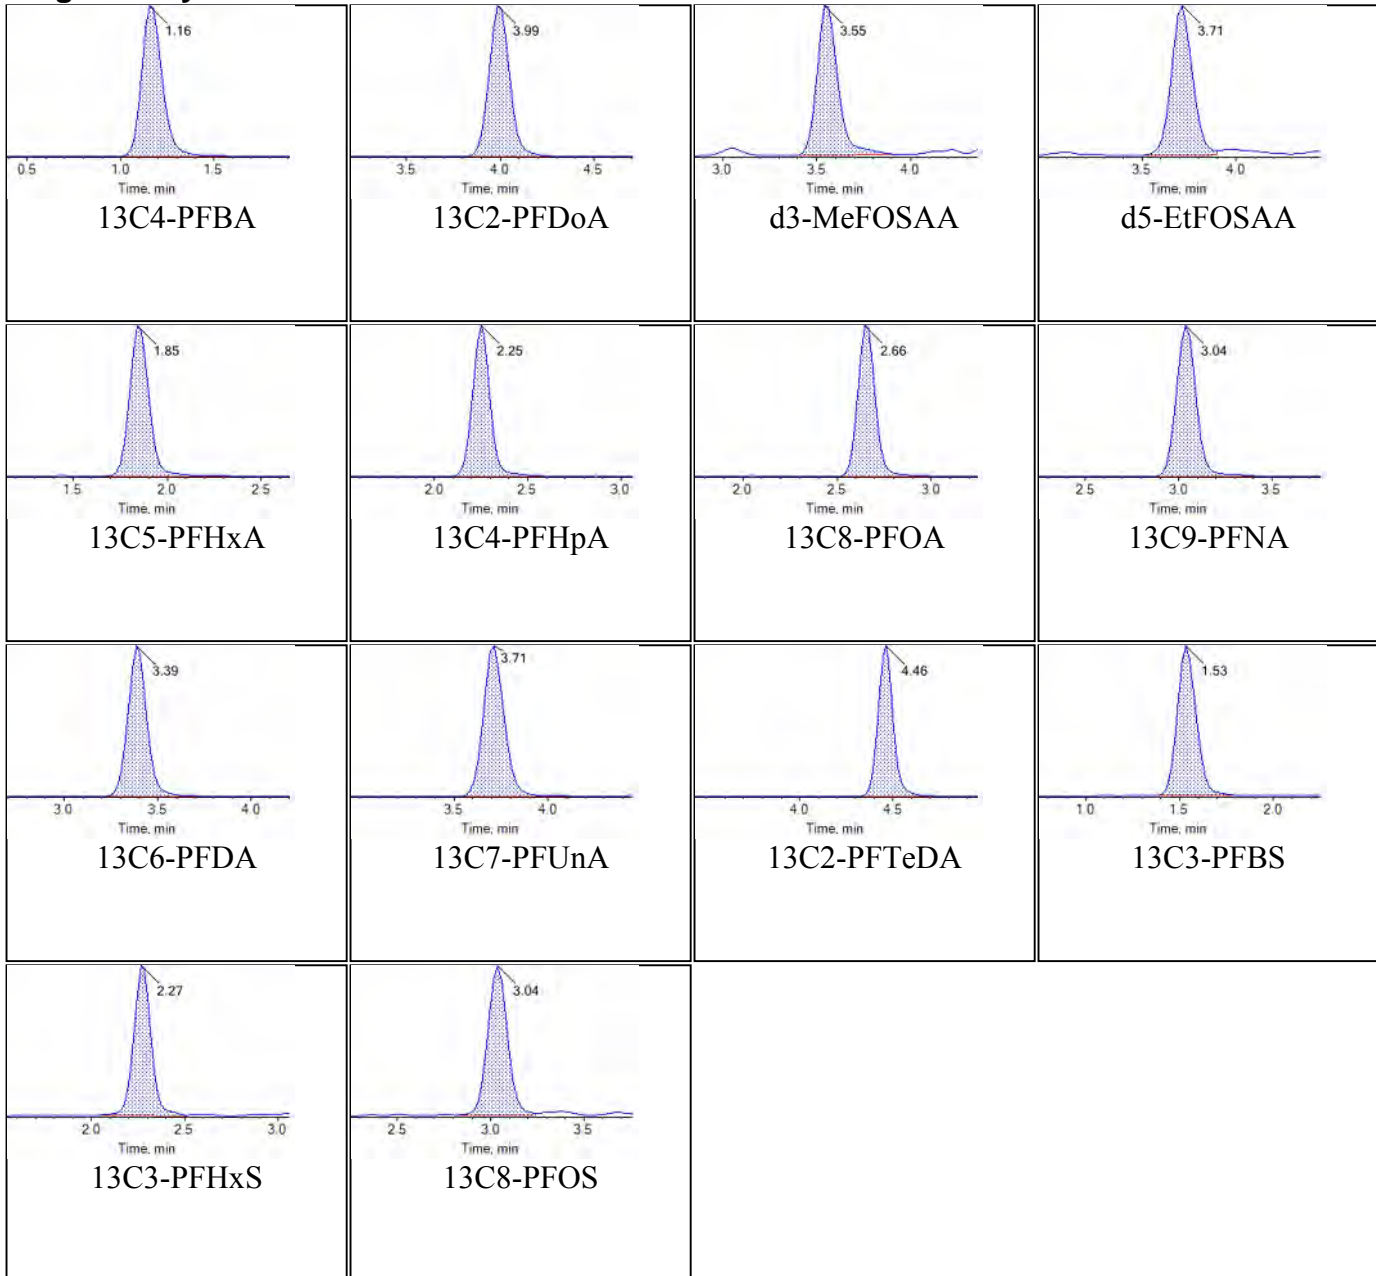 1.16
0.5 1.0 1.5
Time, min
13C4-PFBA
3.99
3.5 4.0 4.5
Time, min
13C2-PFDoA
3.55
3.0 3.5 4.0
Time, min
d3-MeFOSAA
3.71
3.5 4.0
Time, min
d5-EtFOSAA
1.85
1.5 2.0 2.5
Time, min
13C5-PFHxA
2.25
2.0 2.5 3.0
Time, min
13C4-PFHpA
2.66
2.0 2.5 3.0
Time, min
13C8-PFOA
3.04
2.5 3.0 3.5
Time, min
13C9-PFNA
3.39
3.0 3.5 4.0
Time, min
13C6-PFDA
3.71
3.5 4.0
Time, min
13C7-PFUnA
4.46
4.0 4.5
Time, min
13C2-PFTeDA
1.53
1.0 1.5 2.0
Time, min
13C3-PFBS
2.27
2.0 2.5 3.0
Time, min
13C3-PFHxS
3.04
2.5 3.0 3.5
Time, min
13C8-PFOS